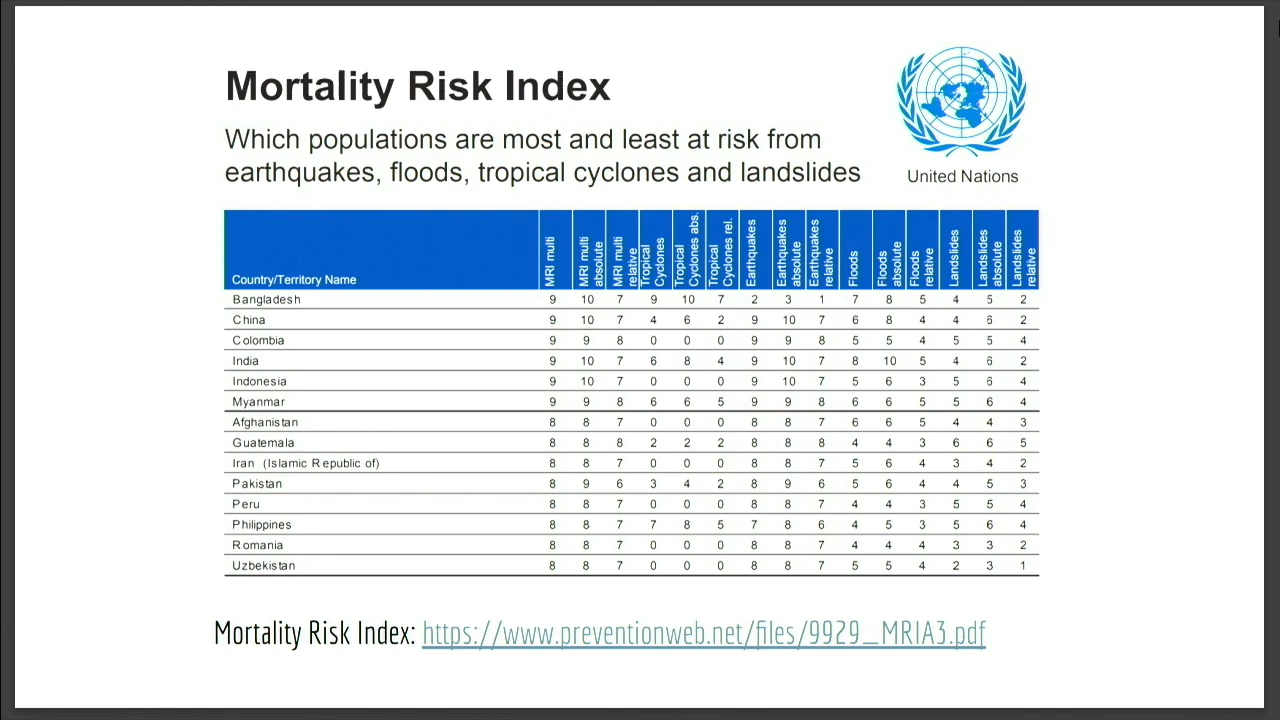 Mortality Risk Index
Which populations are most and least at risk from
earthquakes, floods, tropical cyclones and landslides
United Nations
Country/Territory Name MRI multi MRI multi absolute MRI multi relative Tropical Cyclones Tropical Cyclones abs. Tropical Cyclones rel. Earthquakes Earthquakes absolute Earthquakes relative Floods Floods absolute Floods relative Landslides Landslides absolute Landslides relative
Bangladesh 9 10 7 9 10 7 2 3 1 7 8 5 4 5 2
China 9 10 7 4 6 2 9 10 7 6 8 4 4 6 2
Colombia 9 9 8 0 0 0 9 9 8 5 5 4 5 5 4
India 9 10 7 6 8 4 9 10 7 8 10 5 4 6 2
Indonesia 9 10 7 0 0 0 9 10 7 5 6 3 5 6 4
Myanmar 9 9 8 6 6 5 9 9 8 6 6 5 5 6 4
Afghanistan 8 8 7 0 0 0 8 8 7 6 6 5 4 4 3
Guatemala 8 8 8 2 2 2 8 8 8 4 4 3 6 6 5
Iran (Islamic Republic of) 8 8 7 0 0 0 8 8 7 5 6 4 3 4 2
Pakistan 8 9 6 3 4 2 8 9 6 5 6 4 4 5 3
Peru 8 8 7 0 0 0 8 8 7 4 4 3 5 5 4
Philippines 8 8 7 7 8 5 7 8 6 4 5 3 5 6 4
Romania 8 8 7 0 0 0 8 8 7 4 4 4 3 3 2
Uzbekistan 8 8 7 0 0 0 8 8 7 5 5 4 2 3 1
Mortality Risk Index: https://www.preventionweb.net/files/9929_MRIA3.pdf